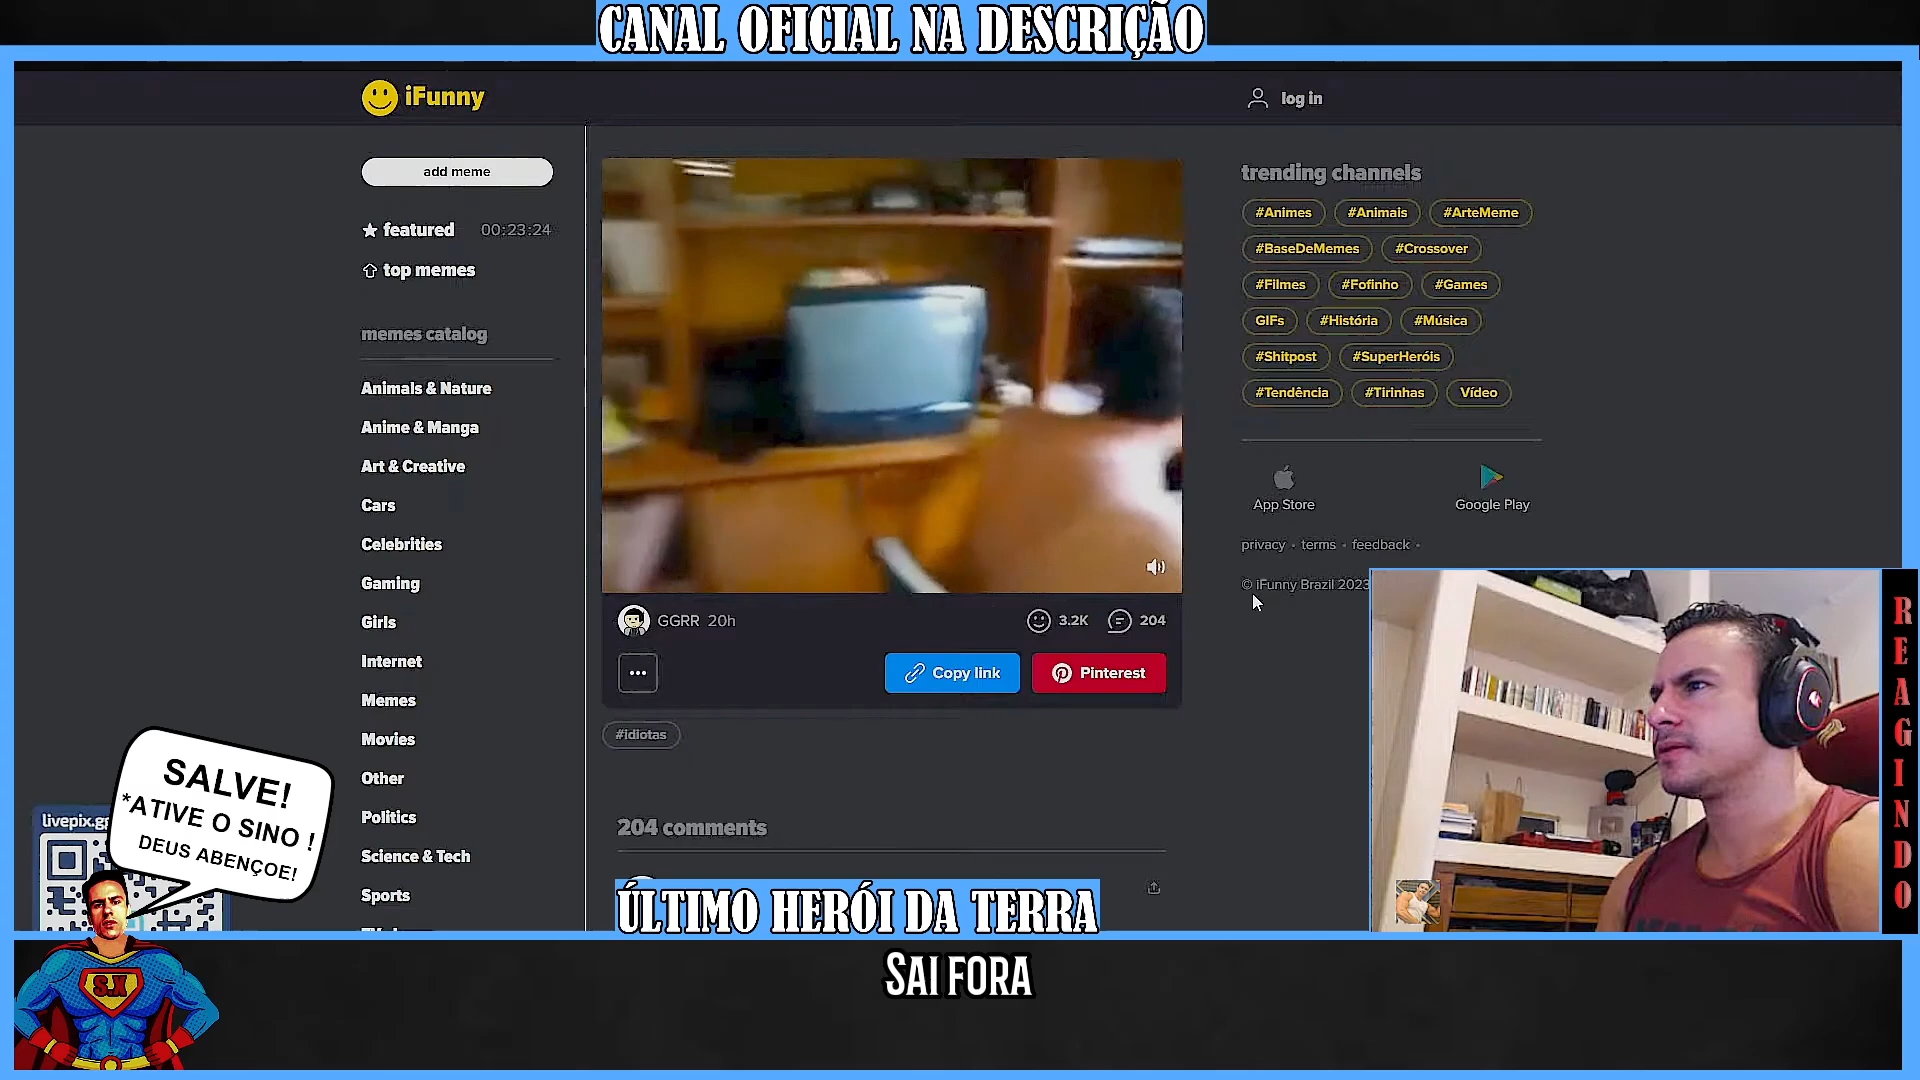 CANAL OFICIAL NA DESCRIÇÃO
iFunny
log in
add meme
featured 00:23:24
top memes
memes catalog
Animals & Nature
Anime & Manga
Art & Creative
Cars
Celebrities
Gaming
Girls
Internet
Memes
Movies
Other
Politics
Science & Tech
Sports
GGRR 20h
3.2K 204
Copy link
Pinterest
#idiotas
204 comments
trending channels
#Animes #Animais #ArteMeme
#BaseDeMemes #Crossover
#Filmes #Fofinho #Games
GIFs #História #Música
#Shitpost #SuperHeróis
#Tendência #Tirinhas Vídeo
App Store Google Play
privacy • terms • feedback •
© iFunny Brazil 2023
REAGINDO
SALVE!
*ATIVE O SINO !
DEUS ABENÇOE!
livepix.gg
S.X
ÚLTIMO HERÓI DA TERRA
SAI FORA